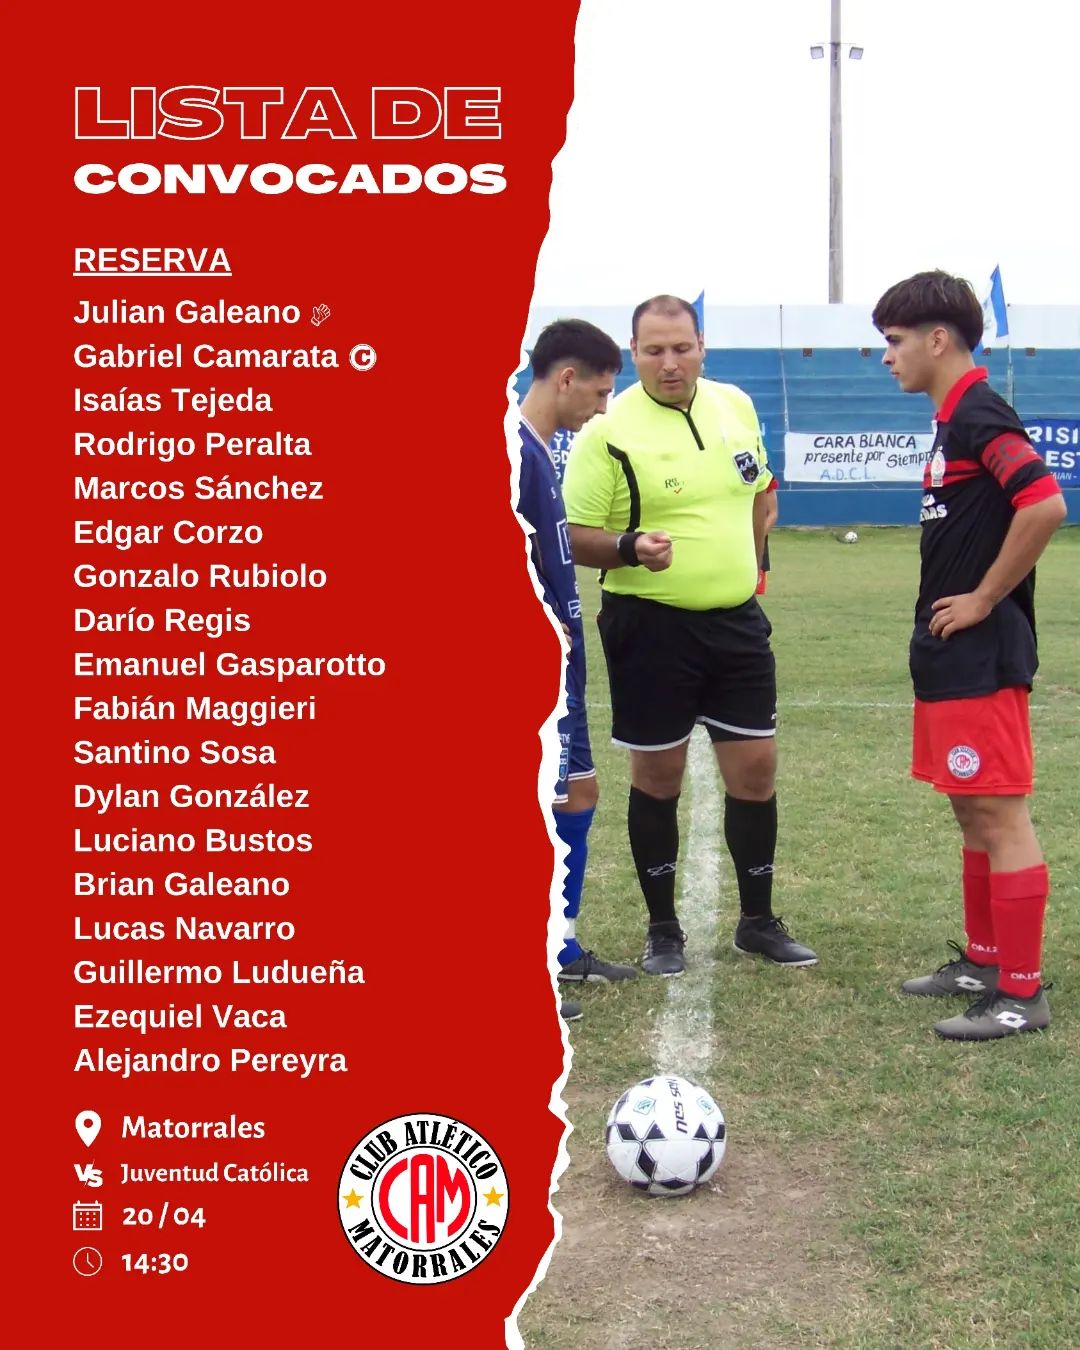 LISTA DE
CONVOCADOS
RESERVA
Julian Galeano
Gabriel Camarata ©
Isaías Tejeda
Rodrigo Peralta
Marcos Sánchez
Edgar Corzo
Gonzalo Rubiolo
Darío Regis
Emanuel Gasparotto
Fabián Maggieri
Santino Sosa
Dylan González
Luciano Bustos
Brian Galeano
Lucas Navarro
Guillermo Ludueña
Ezequiel Vaca
Alejandro Pereyra
Matorrales
VS Juventud Católica
20/04
14:30
CLUB ATLÉTICO
CAM
MATORRALES
CARA BLANCA
presente por Siempr
A.D.C.L.
CAM